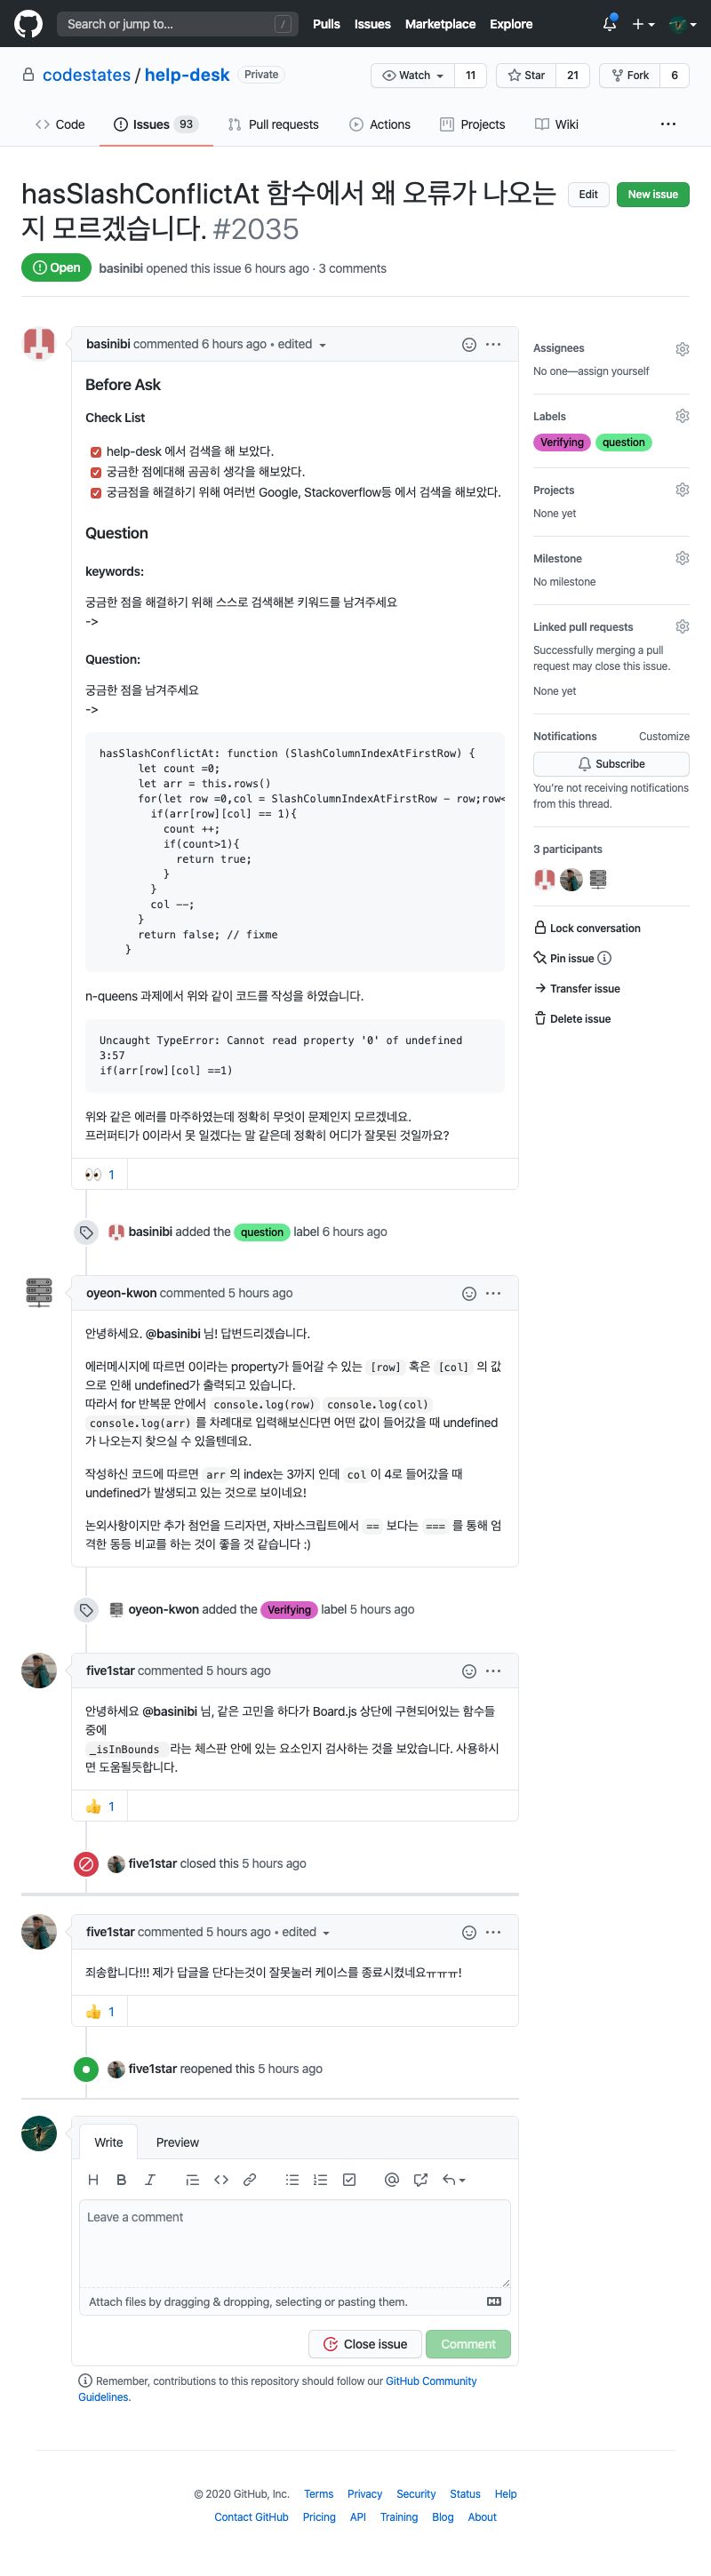 Search or jump to...
/
Pulls Issues Marketplace Explore
codestates / help-desk Private
Watch 11 Star 21 Fork 6
Code Issues 93 Pull requests Actions Projects Wiki
hasSlashConflictAt 함수에서 왜 오류가 나오는
지 모르겠습니다. #2035
Edit New issue
Open basinibi opened this issue 6 hours ago · 3 comments
basinibi commented 6 hours ago • edited
Before Ask
Check List
help-desk 에서 검색을 해 보았다.
궁금한 점에대해 곰곰히 생각을 해보았다.
궁금점을 해결하기 위해 여러번 Google, Stackoverflow등 에서 검색을 해보았다.
Question
keywords:
궁금한 점을 해결하기 위해 스스로 검색해본 키워드를 남겨주세요
->
Question:
궁금한 점을 남겨주세요
->
hasSlashConflictAt: function (SlashColumnIndexAtFirstRow) {
let count =0;
let arr = this.rows()
for(let row =0,col = SlashColumnIndexAtFirstRow - row;row<
if(arr[row][col] == 1){
count ++;
if(count>1){
return true;
}
}
col --;
}
return false; // fixme
}
n-queens 과제에서 위와 같이 코드를 작성을 하였습니다.
Uncaught TypeError: Cannot read property '0' of undefined
3:57
if(arr[row][col] ==1)
위와 같은 에러를 마주하였는데 정확히 무엇이 문제인지 모르겠네요.
프러퍼티가 0이라서 못 일겠다는 말 같은데 정확히 어디가 잘못된 것일까요?
👀 1
Assignees
No one—assign yourself
Labels
Verifying question
Projects
None yet
Milestone
No milestone
Linked pull requests
Successfully merging a pull
request may close this issue.
None yet
Notifications Customize
Subscribe
You're not receiving notifications
from this thread.
3 participants
Lock conversation
Pin issue
Transfer issue
Delete issue
basinibi added the question label 6 hours ago
oyeon-kwon commented 5 hours ago
안녕하세요. @basinibi 님! 답변드리겠습니다.
에러메시지에 따르면 0이라는 property가 들어갈 수 있는 [row] 혹은 [col] 의 값
으로 인해 undefined가 출력되고 있습니다.
따라서 for 반복문 안에서 console.log(row) console.log(col)
console.log(arr) 를 차례대로 입력해보신다면 어떤 값이 들어갔을 때 undefined
가 나오는지 찾으실 수 있을텐데요.
작성하신 코드에 따르면 arr 의 index는 3까지 인데 col 이 4로 들어갔을 때
undefined가 발생되고 있는 것으로 보이네요!
논외사항이지만 추가 첨언을 드리자면, 자바스크립트에서 == 보다는 === 를 통해 엄
격한 동등 비교를 하는 것이 좋을 것 같습니다 :)
oyeon-kwon added the Verifying label 5 hours ago
five1star commented 5 hours ago
안녕하세요 @basinibi 님, 같은 고민을 하다가 Board.js 상단에 구현되어있는 함수들
중에
_isInBounds 라는 체스판 안에 있는 요소인지 검사하는 것을 보았습니다. 사용하시
면 도움될듯합니다.
👍 1
five1star closed this 5 hours ago
five1star commented 5 hours ago • edited
죄송합니다!!! 제가 답글을 단다는것이 잘못눌러 케이스를 종료시켰네요ㅠㅠㅠ!
👍 1
five1star reopened this 5 hours ago
Write Preview
Leave a comment
Attach files by dragging & dropping, selecting or pasting them.
Close issue Comment
Remember, contributions to this repository should follow our GitHub Community
Guidelines.
© 2020 GitHub, Inc. Terms Privacy Security Status Help
Contact GitHub Pricing API Training Blog About